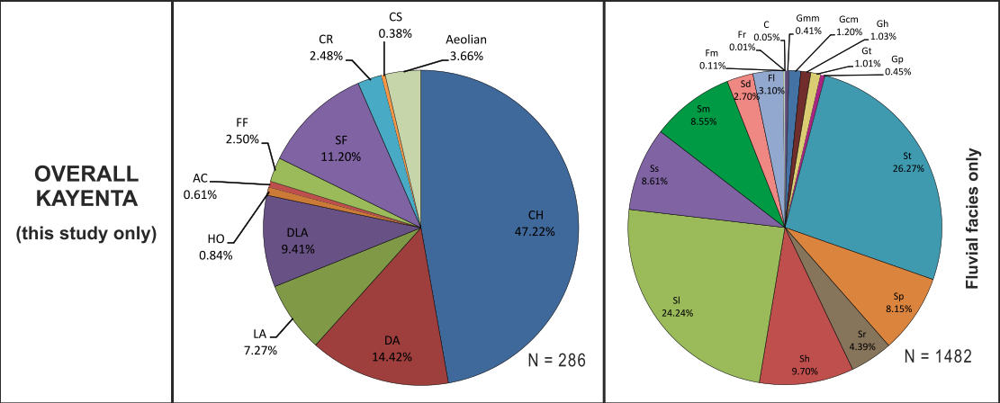 OVERALL
KAYENTA
(this study only)
CS
0.38%
CR
2.48%
Aeolian
3.66%
FF
2.50%
SF
11.20%
AC
0.61%
CH
47.22%
HO
0.84%
DLA
9.41%
LA
7.27%
DA
14.42%
N = 286
C
0.05%
Gmm
0.41%
Gcm
1.20%
Gh
1.03%
Fr
0.01%
Gt
1.01%
Fm
0.11%
Gp
0.45%
Sd
2.70%
Fl
3.10%
Sm
8.55%
St
26.27%
Ss
8.61%
Sl
24.24%
Sp
8.15%
Sr
4.39%
Sh
9.70%
N = 1482
Fluvial facies only